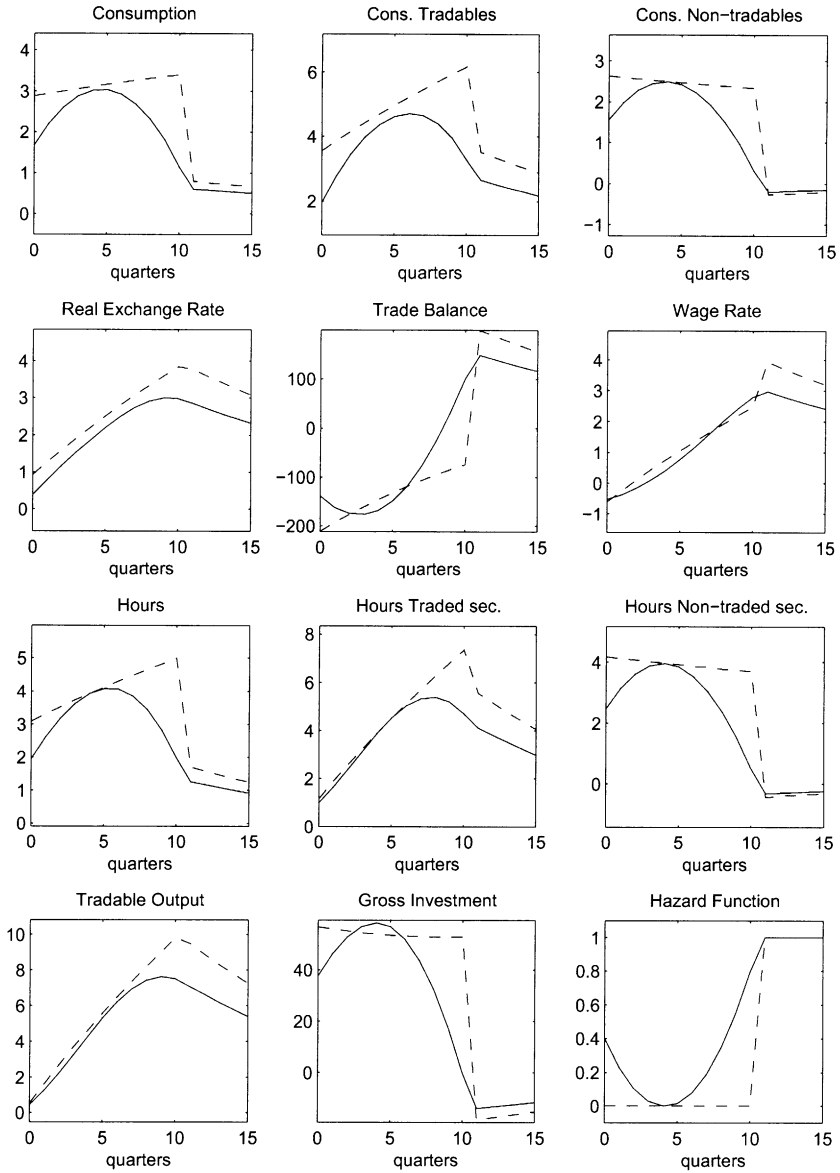 Consumption
4
3
2
1
0
0 5 10 15
quarters
Cons. Tradables
6
4
2
0 5 10 15
quarters
Cons. Non-tradables
3
2
1
0
−1
0 5 10 15
quarters
Real Exchange Rate
4
3
2
1
0
0 5 10 15
quarters
Trade Balance
100
0
−100
−200
0 5 10 15
quarters
Wage Rate
4
3
2
1
0
−1
0 5 10 15
quarters
Hours
5
4
3
2
1
0
0 5 10 15
quarters
Hours Traded sec.
8
6
4
2
0
0 5 10 15
quarters
Hours Non−traded sec.
4
2
0
0 5 10 15
quarters
Tradable Output
10
8
6
4
2
0
0 5 10 15
quarters
Gross Investment
40
20
0
0 5 10 15
quarters
Hazard Function
1
0.8
0.6
0.4
0.2
0
0 5 10 15
quarters